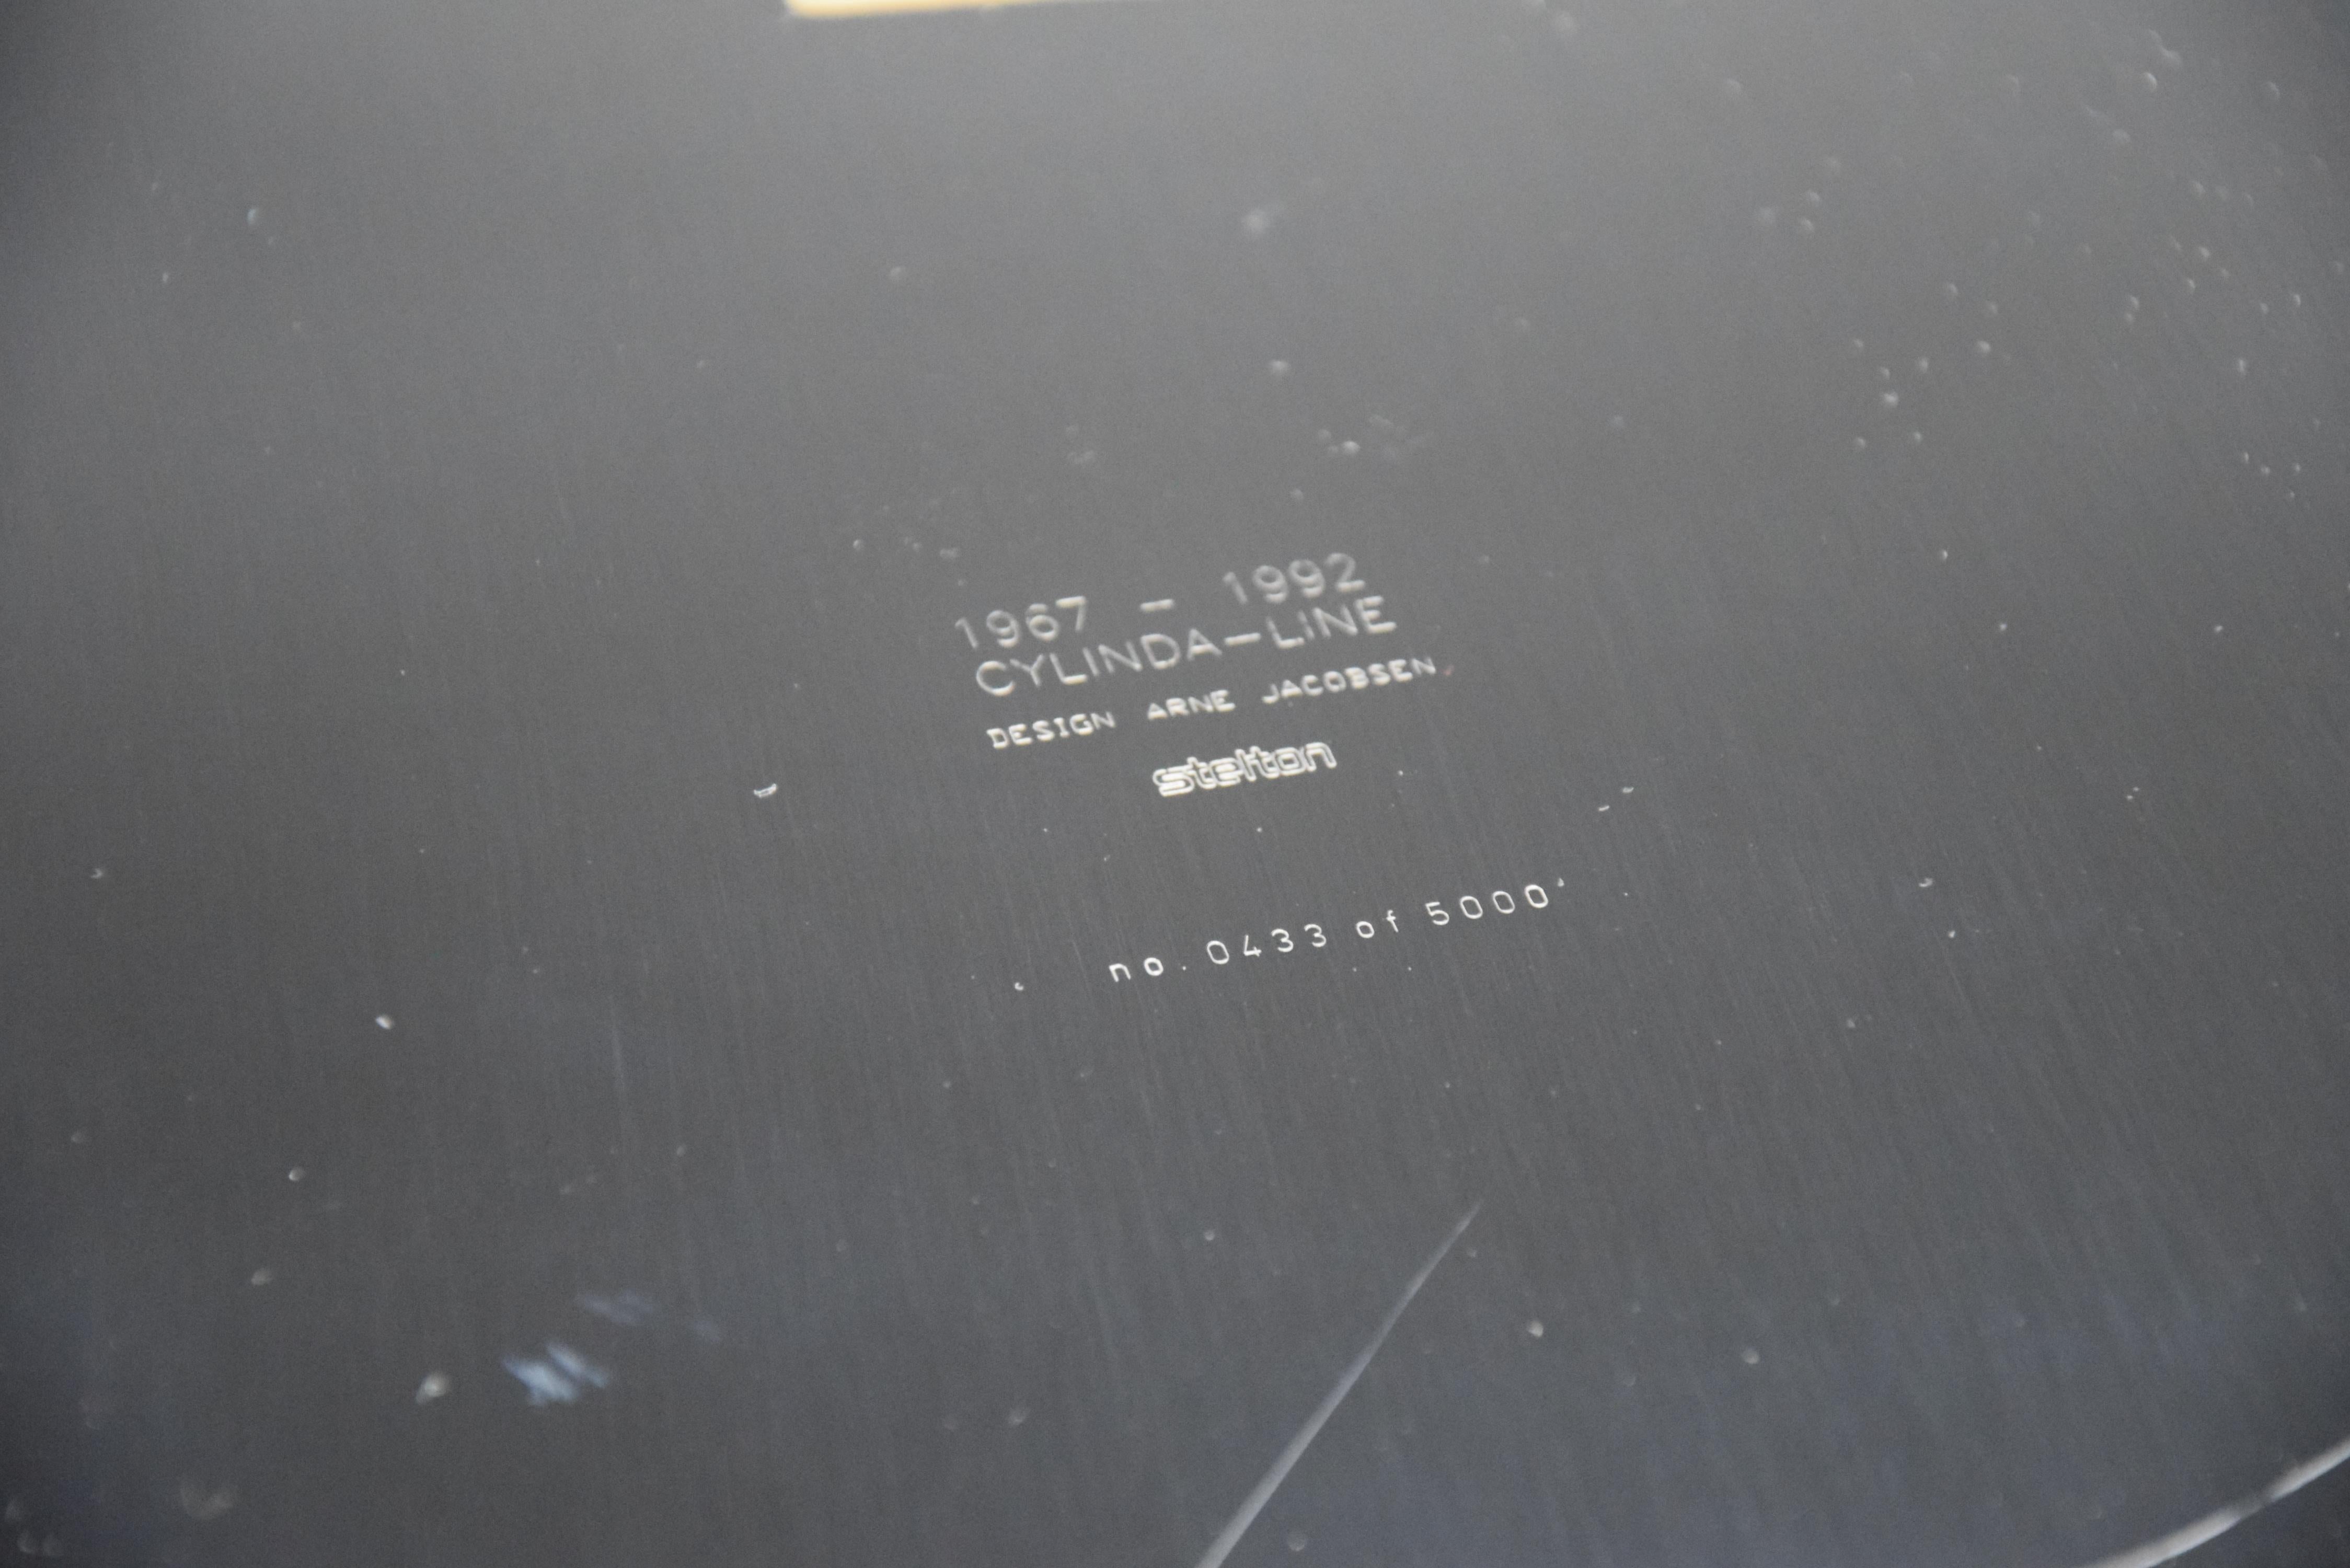 1967 - 1992
CYLINDA-LINE
DESIGN ARNE JACOBSEN
stelton
no. 0433 of 5000